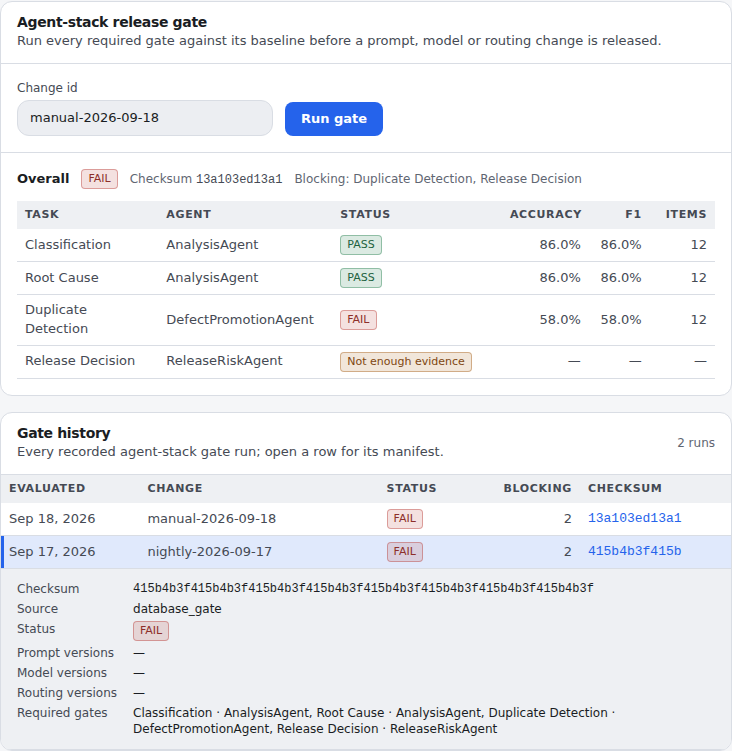 Agent-stack release gate
Run every required gate against its baseline before a prompt, model or routing change is released.
Change id
manual-2026-09-18
Run gate
Overall FAIL Checksum 13a103ed13a1 Blocking: Duplicate Detection, Release Decision
TASK AGENT STATUS ACCURACY F1 ITEMS
Classification AnalysisAgent PASS 86.0% 86.0% 12
Root Cause AnalysisAgent PASS 86.0% 86.0% 12
Duplicate Detection DefectPromotionAgent FAIL 58.0% 58.0% 12
Release Decision ReleaseRiskAgent Not enough evidence — — —
Gate history
Every recorded agent-stack gate run; open a row for its manifest.
2 runs
EVALUATED CHANGE STATUS BLOCKING CHECKSUM
Sep 18, 2026 manual-2026-09-18 FAIL 2 13a103ed13a1
Sep 17, 2026 nightly-2026-09-17 FAIL 2 415b4b3f415b
Checksum 415b4b3f415b4b3f415b4b3f415b4b3f415b4b3f415b4b3f415b4b3f415b4b3f
Source database_gate
Status FAIL
Prompt versions —
Model versions —
Routing versions —
Required gates Classification · AnalysisAgent, Root Cause · AnalysisAgent, Duplicate Detection ·
DefectPromotionAgent, Release Decision · ReleaseRiskAgent